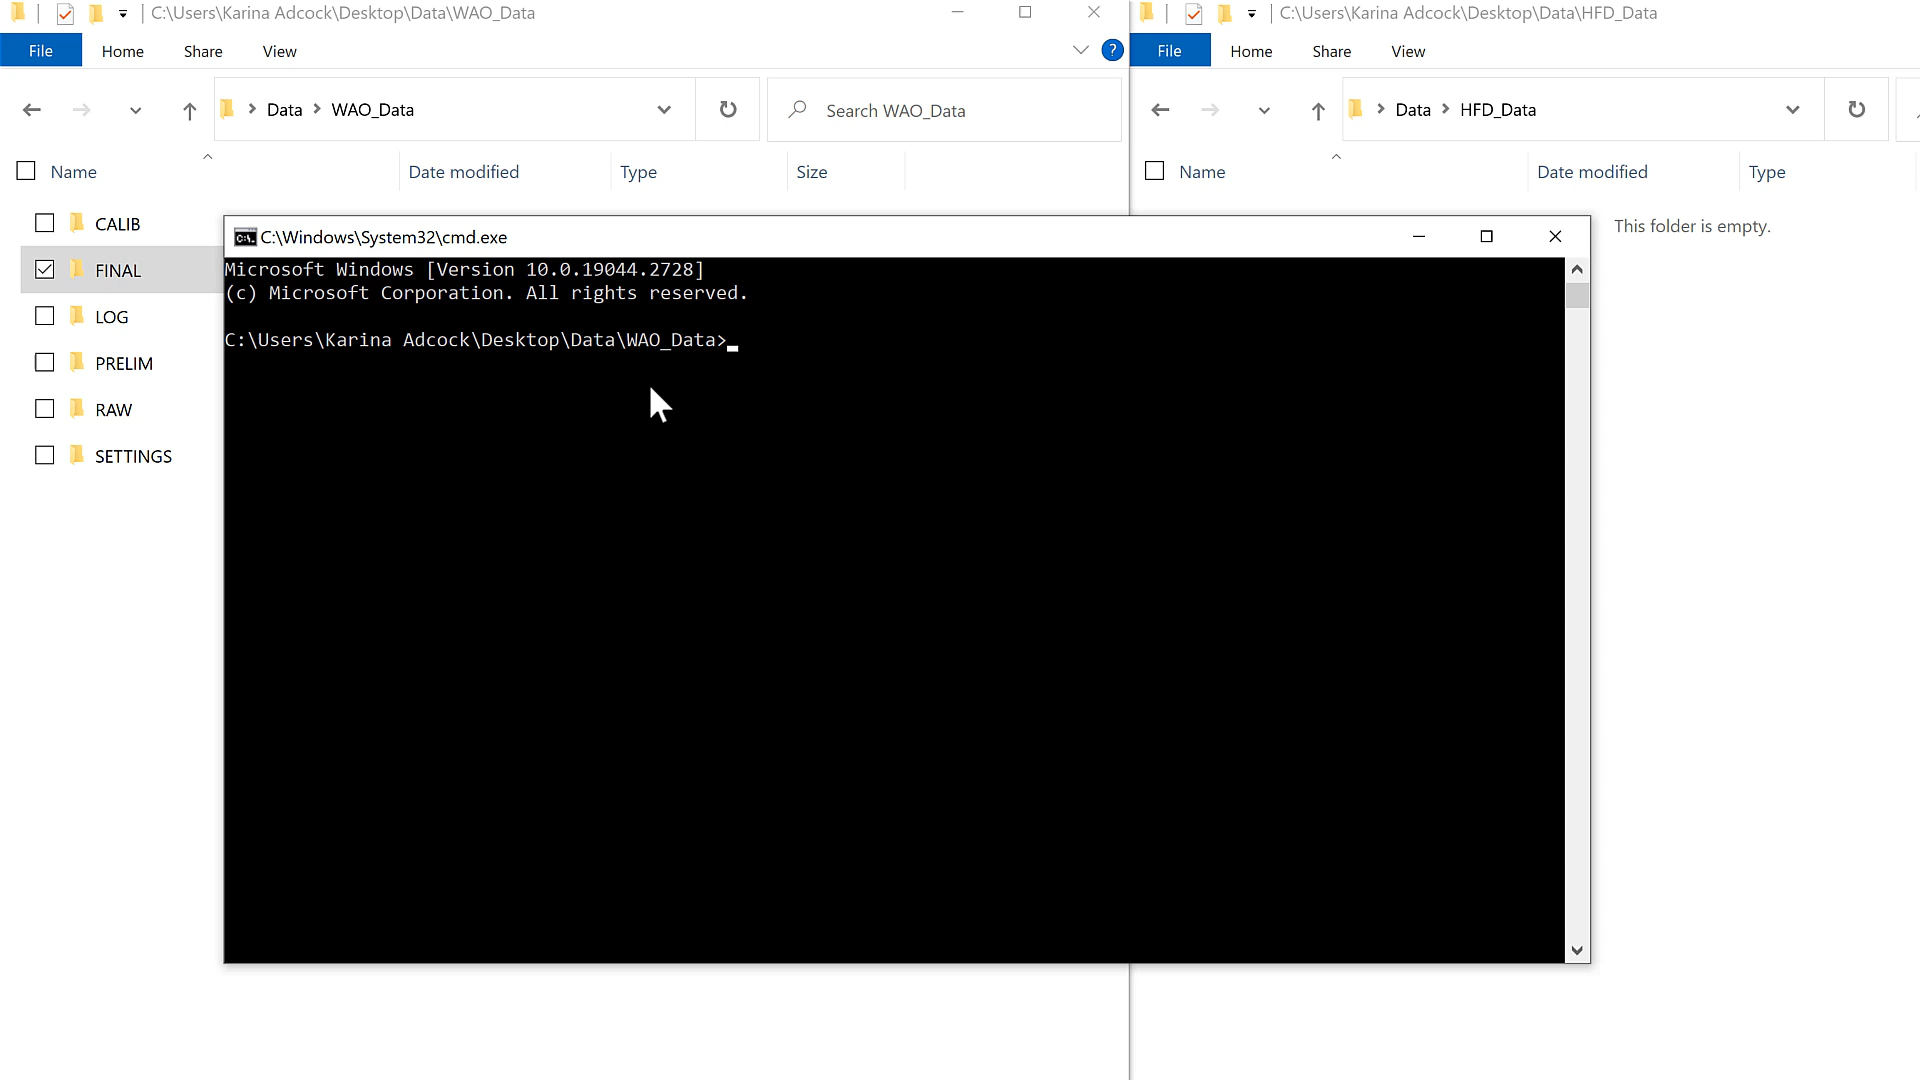 C:\Users\Karina Adcock\Desktop\Data\WAO_Data
File Home Share View ?
Data WAO_Data
Search WAO_Data
Name Date modified Type Size
CALIB
FINAL
LOG
PRELIM
RAW
SETTINGS
C:\Users\Karina Adcock\Desktop\Data\HFD_Data
File Home Share View
Data HFD_Data
Name Date modified Type
This folder is empty.
C:\Windows\System32\cmd.exe
Microsoft Windows [Version 10.0.19044.2728]
(c) Microsoft Corporation. All rights reserved.
C:\Users\Karina Adcock\Desktop\Data\WAO_Data>